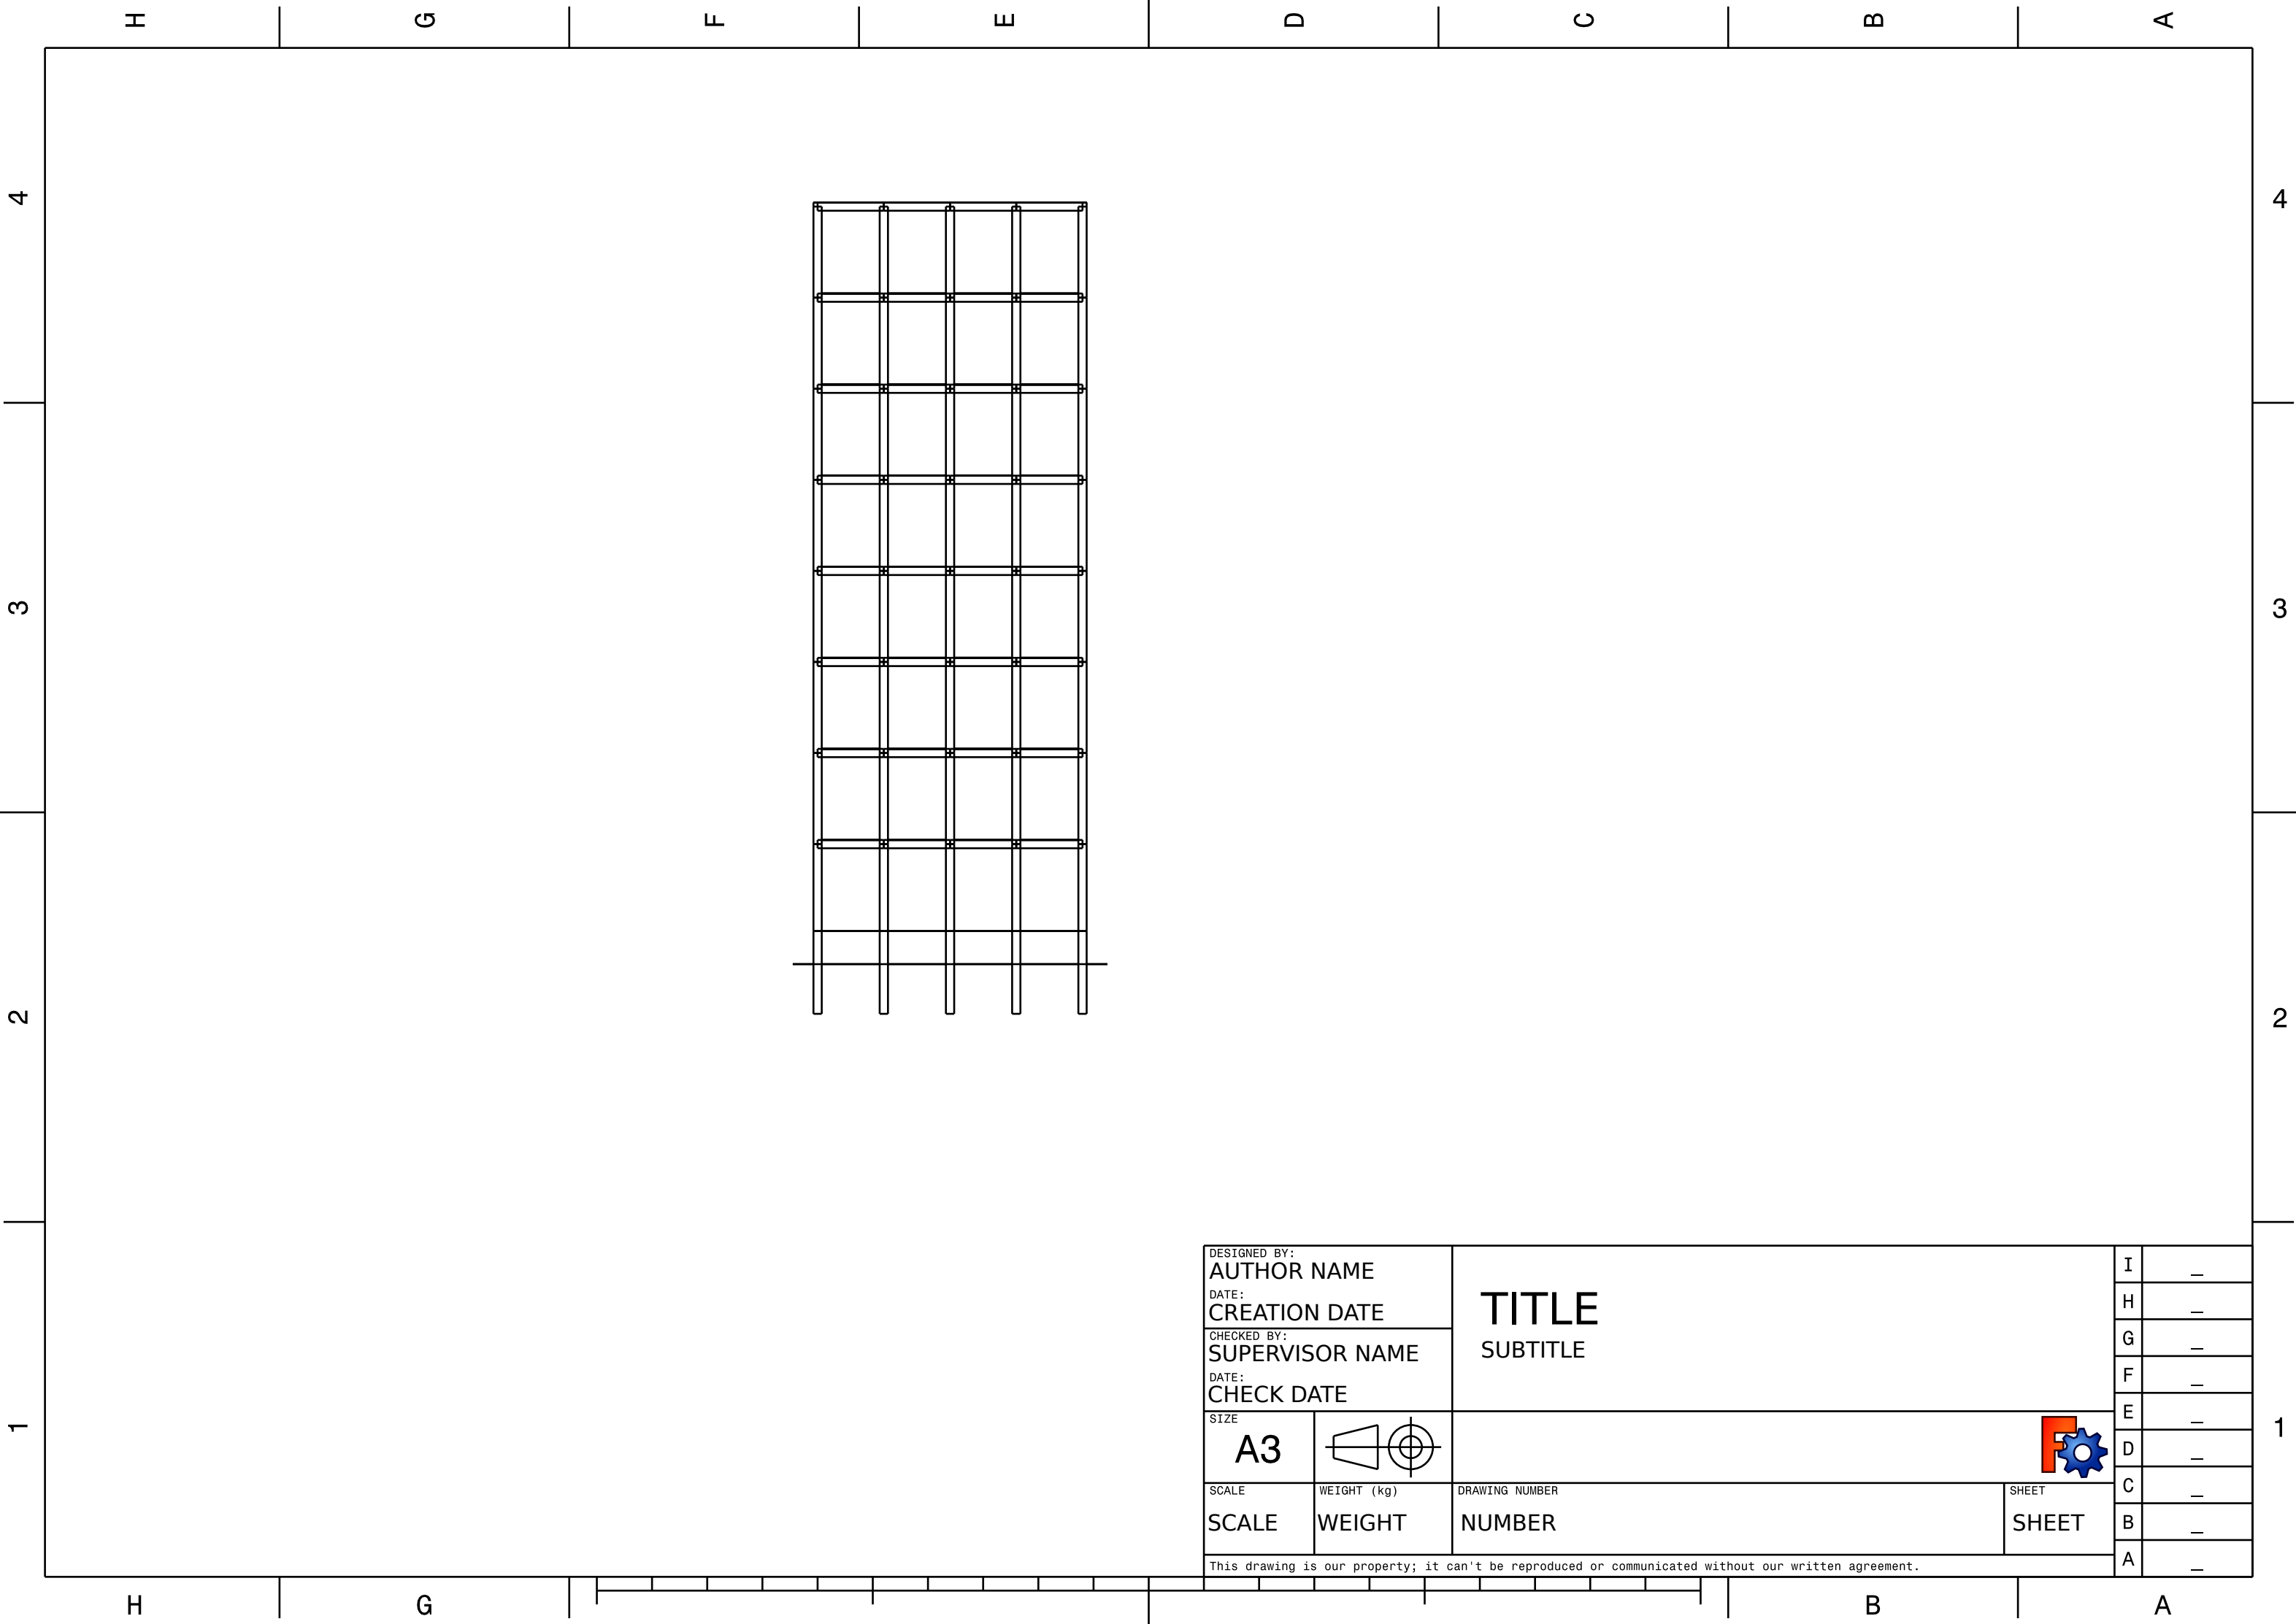 H G F E D C B A
4 4
3 3
2 2
1 1
DESIGNED BY:
AUTHOR NAME
DATE:
CREATION DATE
CHECKED BY:
SUPERVISOR NAME
DATE:
CHECK DATE
TITLE
SUBTITLE
SIZE
A3
SCALE
SCALE
WEIGHT (kg)
WEIGHT
DRAWING NUMBER
NUMBER
SHEET
SHEET
I _
H _
G _
F _
E _
D _
C _
B _
A _
This drawing is our property; it can't be reproduced or communicated without our written agreement.
H G B A